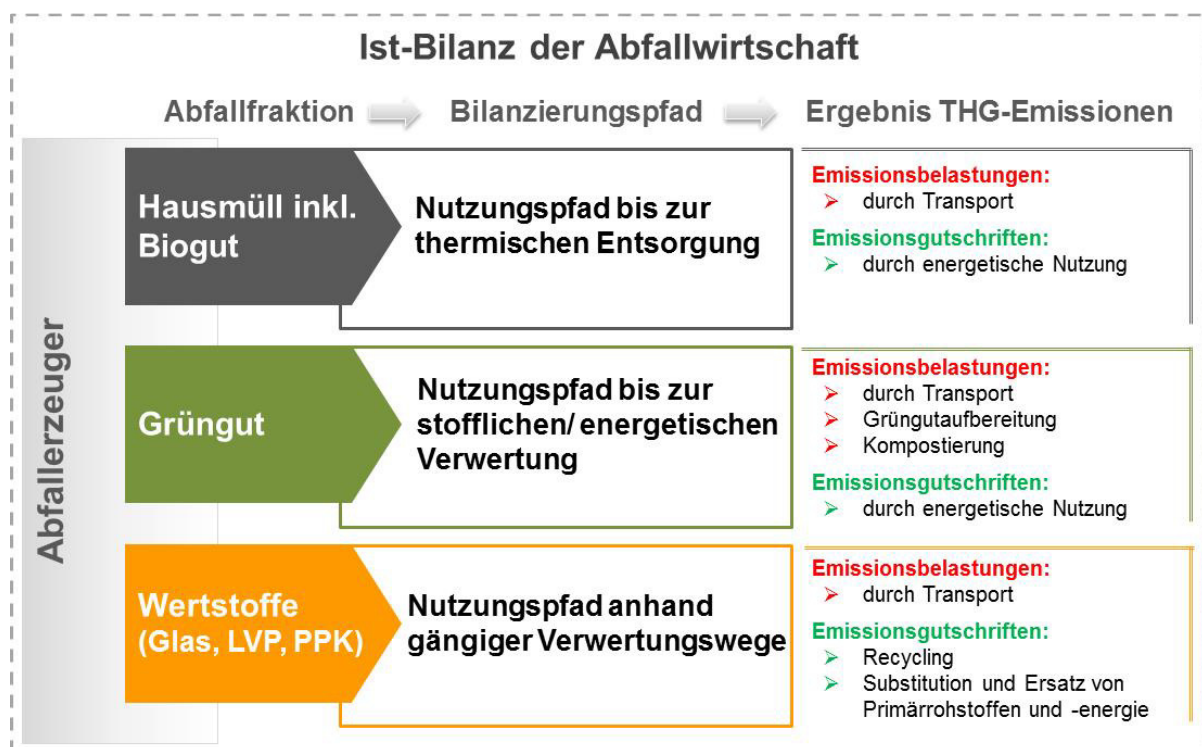 Ist-Bilanz der Abfallwirtschaft
Abfallfraktion
Bilanzierungspfad
Ergebnis THG-Emissionen
Abfallerzeuger
Hausmüll inkl.
Biogut
Nutzungspfad bis zur
thermischen Entsorgung
Emissionsbelastungen:
durch Transport
Emissionsgutschriften:
durch energetische Nutzung
Grüngut
Nutzungspfad bis zur
stofflichen/ energetischen
Verwertung
Emissionsbelastungen:
durch Transport
Grüngutaufbereitung
Kompostierung
Emissionsgutschriften:
durch energetische Nutzung
Wertstoffe
(Glas, LVP, PPK)
Nutzungspfad anhand
gängiger Verwertungswege
Emissionsbelastungen:
durch Transport
Emissionsgutschriften:
Recycling
Substitution und Ersatz von
Primärrohstoffen und -energie